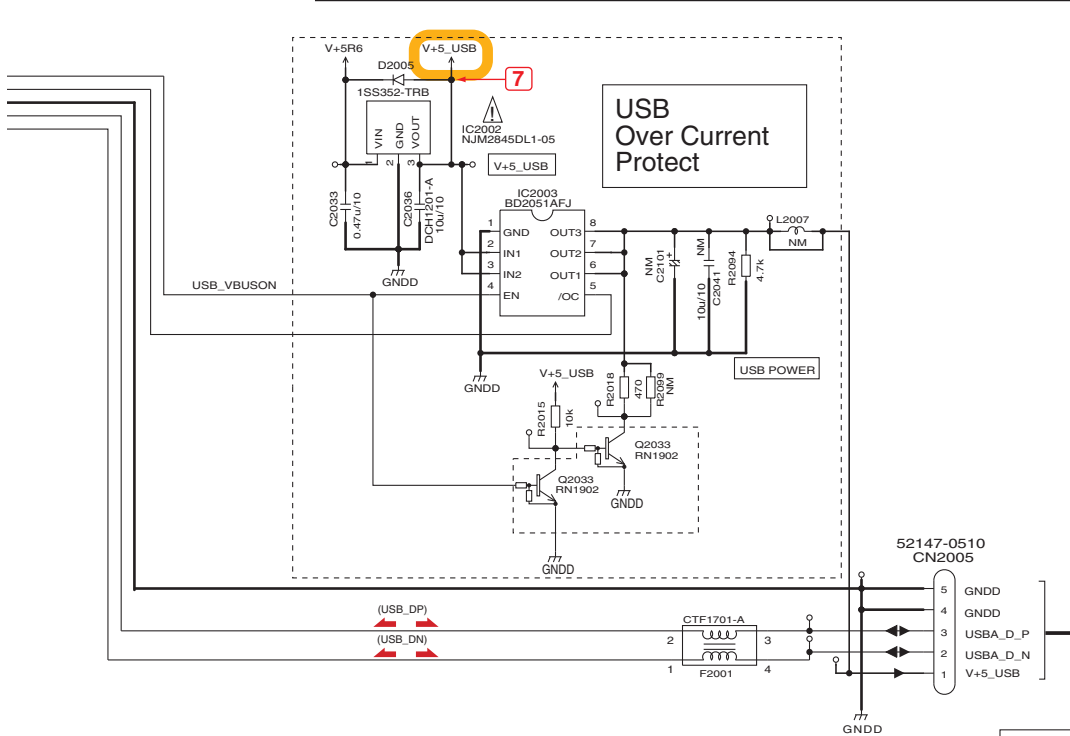 V+5R6
V+5_USB
D2005
7
1SS352-TRB
VIN
GND
VOUT
1
2
3
IC2002
NJM2845DL1-05
V+5_USB
USB
Over Current
Protect
C2033
0.47u/10
C2036
DCH1201-A
10u/10
GNDD
IC2003
BD2051AFJ
1
GND
OUT3
8
2
IN1
OUT2
7
3
IN2
OUT1
6
4
EN
/OC
5
USB_VBUSON
NM
C2101
NM
10u/10
C2041
R2094
4.7k
L2007
NM
USB POWER
GNDD
V+5_USB
R2015
10k
R2018
470
R2099
NM
Q2033
RN1902
Q2033
RN1902
GNDD
GNDD
52147-0510
CN2005
5
GNDD
4
GNDD
3
USBA_D_P
2
USBA_D_N
1
V+5_USB
(USB_DP)
(USB_DN)
CTF1701-A
2
3
1
4
F2001
GNDD